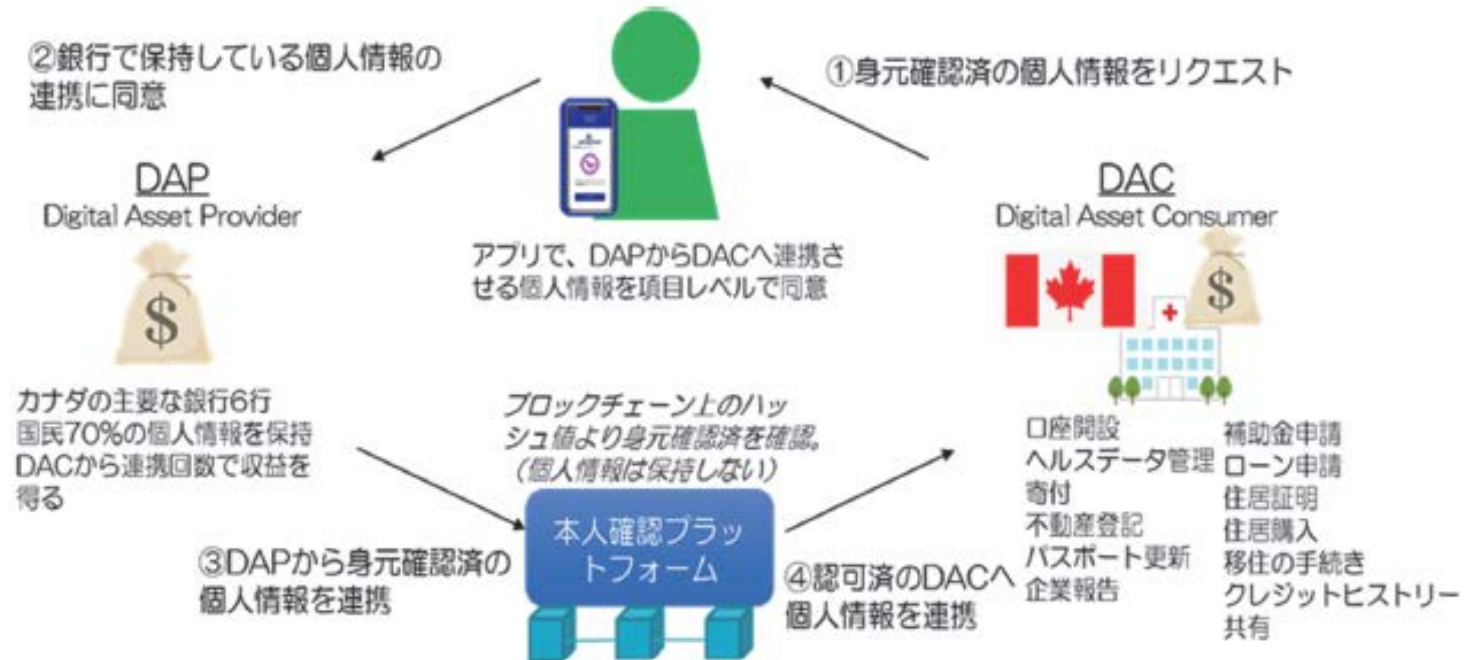 ②銀行で保持している個人情報の
連携に同意
①身元確認済の個人情報をリクエスト
DAP
Digital Asset Provider
DAC
Digital Asset Consumer
アプリで、DAPからDACへ連携さ
せる個人情報を項目レベルで同意
$
$
カナダの主要な銀行6行
国民70%の個人情報を保持
DACから連携回数で収益を
得る
ブロックチェーン上のハッ
シュ値より身元確認済を確認。
（個人情報は保持しない）
本人確認プラッ
トフォーム
③DAPから身元確認済の
個人情報を連携
④認可済のDACへ
個人情報を連携
口座開設
ヘルスデータ管理
寄付
不動産登記
パスポート更新
企業報告
補助金申請
ローン申請
住居証明
住居購入
移住の手続き
クレジットヒストリー
共有